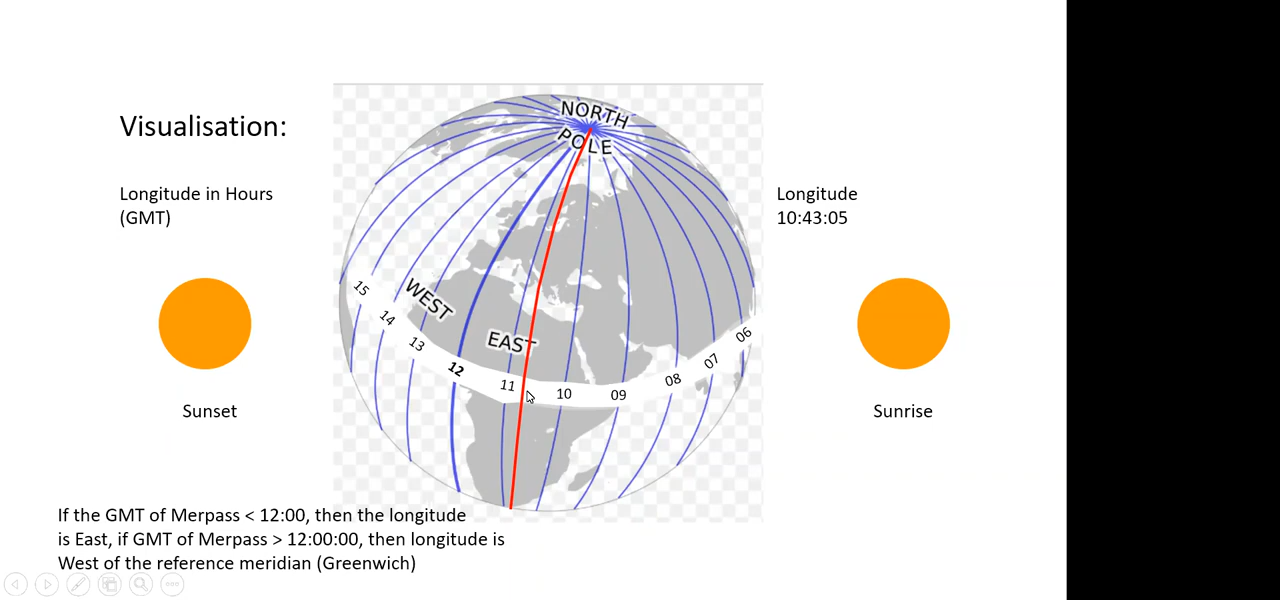 Visualisation:
Longitude in Hours
(GMT)
Sunset
NORTH
POLE
WEST
EAST
15
14
13
12
11
10
09
08
07
06
Longitude
10:43:05
Sunrise
If the GMT of Merpass < 12:00, then the longitude
is East, if GMT of Merpass > 12:00:00, then longitude is
West of the reference meridian (Greenwich)